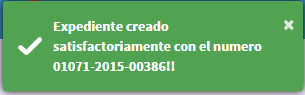 Expediente creado
satisfactoriamente con el numero
01071-2015-00386!!